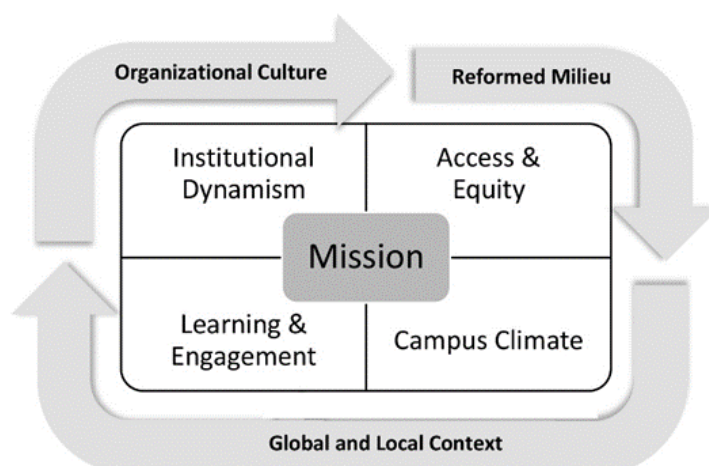 Organizational Culture
Reformed Milieu
Institutional
Dynamism
Access &
Equity
Mission
Learning &
Engagement
Campus Climate
Global and Local Context